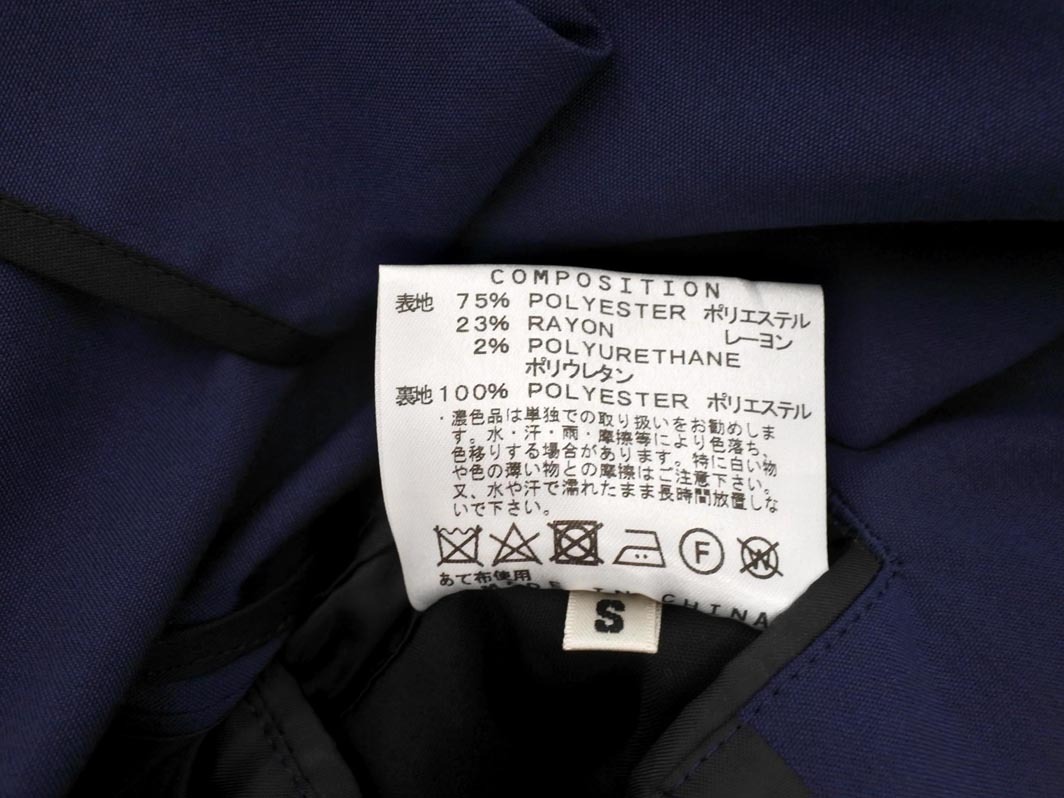 COMPOSITION
表地 75% POLYESTER ポリエステル
23% RAYON レーヨン
2% POLYURETHANE
ポリウレタン
裏地100% POLYESTER ポリエステル
・濃色品は単独での取り扱いをお勧めしま
す。水・汗・雨・摩擦等により色落ち、
色移りする場合があります。特に白い物
や色の薄い物との摩擦はご注意下さい。
又、水や汗で濡れたまま長時間放置しな
いで下さい。
F W
あて布使用
MADE IN CHINA
S